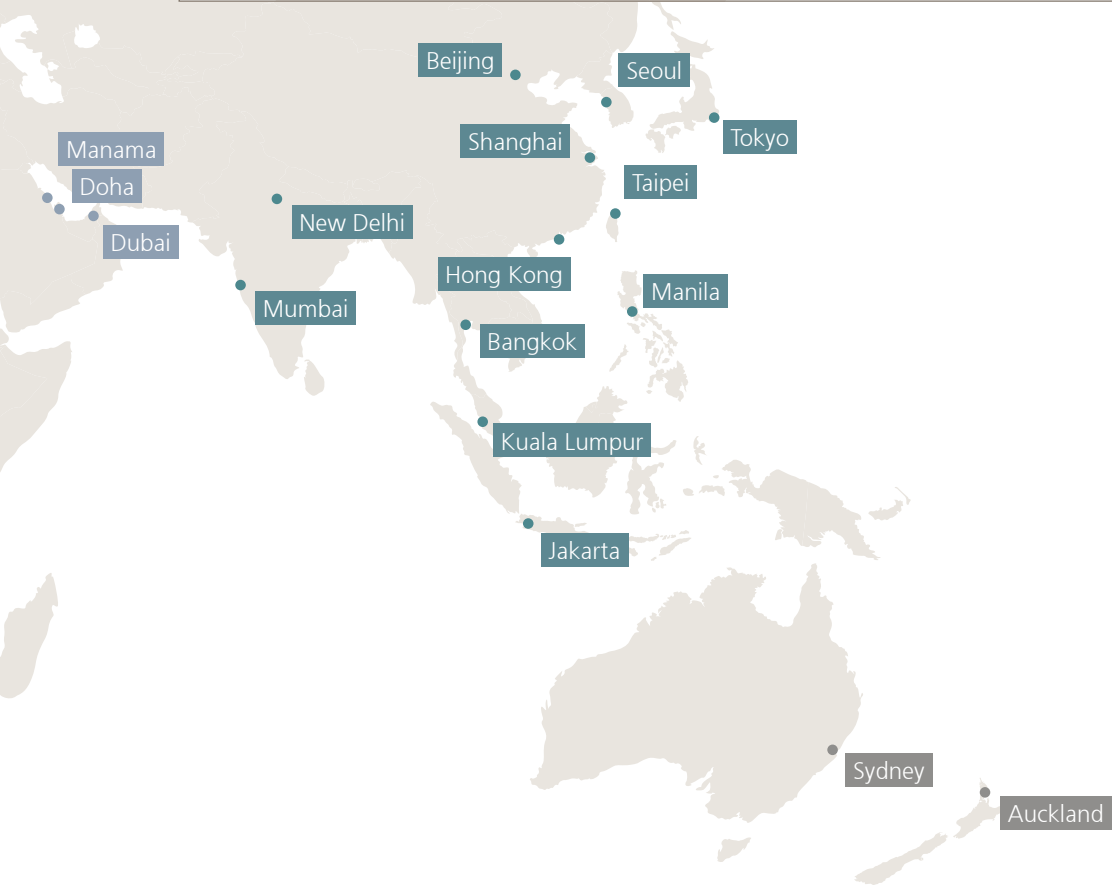 Beijing
Seoul
Tokyo
Shanghai
Manama
Taipei
Doha
New Delhi
Dubai
Hong Kong
Manila
Mumbai
Bangkok
Kuala Lumpur
Jakarta
Sydney
Auckland